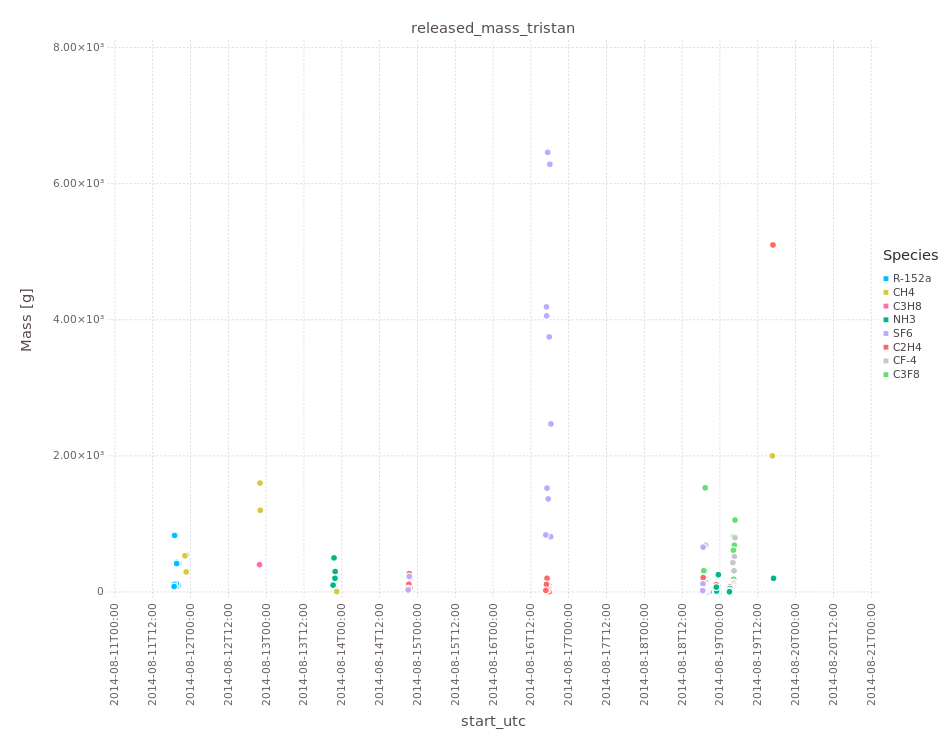 released_mass_tristan
8.00×10³
6.00×10³
4.00×10³
2.00×10³
0
Mass [g]
2014-08-11T00:00
2014-08-11T12:00
2014-08-12T00:00
2014-08-12T12:00
2014-08-13T00:00
2014-08-13T12:00
2014-08-14T00:00
2014-08-14T12:00
2014-08-15T00:00
2014-08-15T12:00
2014-08-16T00:00
2014-08-16T12:00
2014-08-17T00:00
2014-08-17T12:00
2014-08-18T00:00
2014-08-18T12:00
2014-08-19T00:00
2014-08-19T12:00
2014-08-20T00:00
2014-08-20T12:00
2014-08-21T00:00
start_utc
Species
R-152a
CH4
C3H8
NH3
SF6
C2H4
CF-4
C3F8